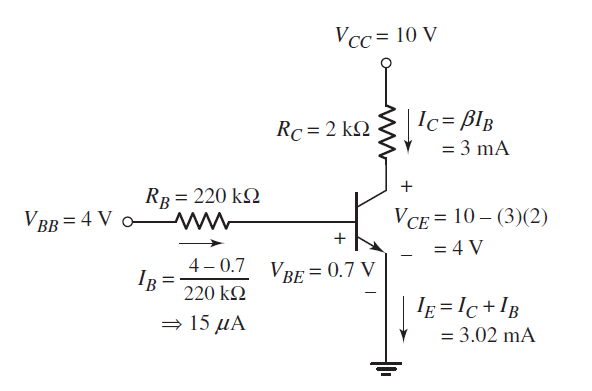 V_CC = 10 V
R_C = 2 kΩ
I_C = βI_B
= 3 mA
R_B = 220 kΩ
V_BB = 4 V
+
V_CE = 10 – (3)(2)
= 4 V
–
+
V_BE = 0.7 V
–
I_B = 4 – 0.7
220 kΩ
⇒ 15 μA
I_E = I_C + I_B
= 3.02 mA